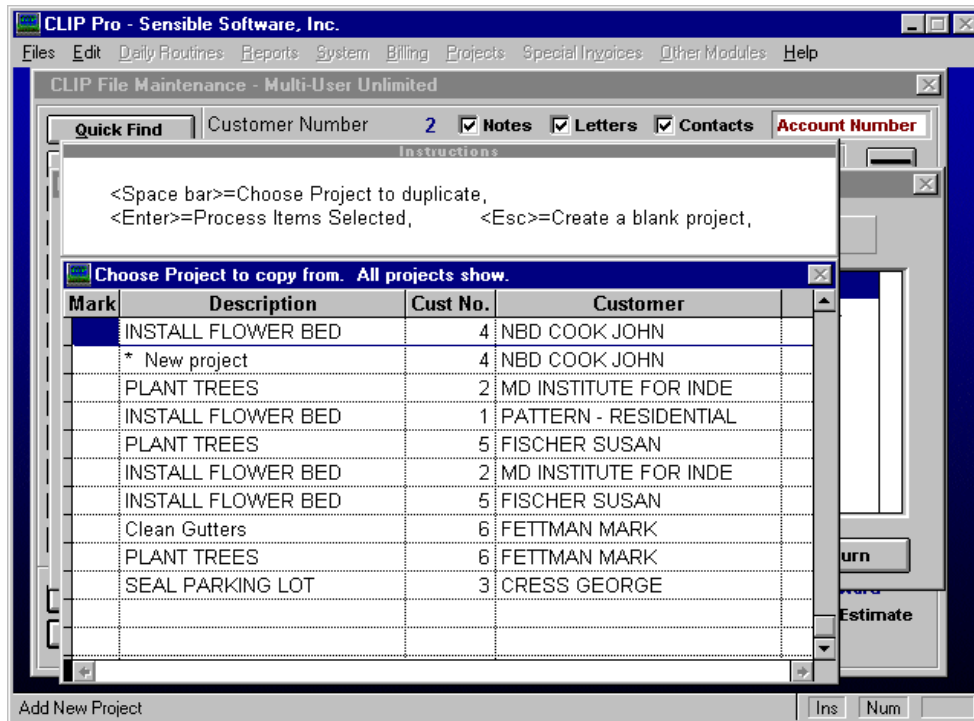 CLIP Pro - Sensible Software, Inc.
Files Edit Daily Routines Reports System Billing Projects Special Invoices Other Modules Help
CLIP File Maintenance - Multi-User Unlimited
Quick Find Customer Number 2 Notes Letters Contacts Account Number
Instructions
<Space bar>=Choose Project to duplicate,
<Enter>=Process Items Selected, <Esc>=Create a blank project,
Choose Project to copy from. All projects show.
Mark Description Cust No. Customer
INSTALL FLOWER BED 4 NBD COOK JOHN
* New project 4 NBD COOK JOHN
PLANT TREES 2 MD INSTITUTE FOR INDE
INSTALL FLOWER BED 1 PATTERN - RESIDENTIAL
PLANT TREES 5 FISCHER SUSAN
INSTALL FLOWER BED 2 MD INSTITUTE FOR INDE
INSTALL FLOWER BED 5 FISCHER SUSAN
Clean Gutters 6 FETTMAN MARK
PLANT TREES 6 FETTMAN MARK
urn
SEAL PARKING LOT 3 CRESS GEORGE
Estimate
Add New Project Ins Num